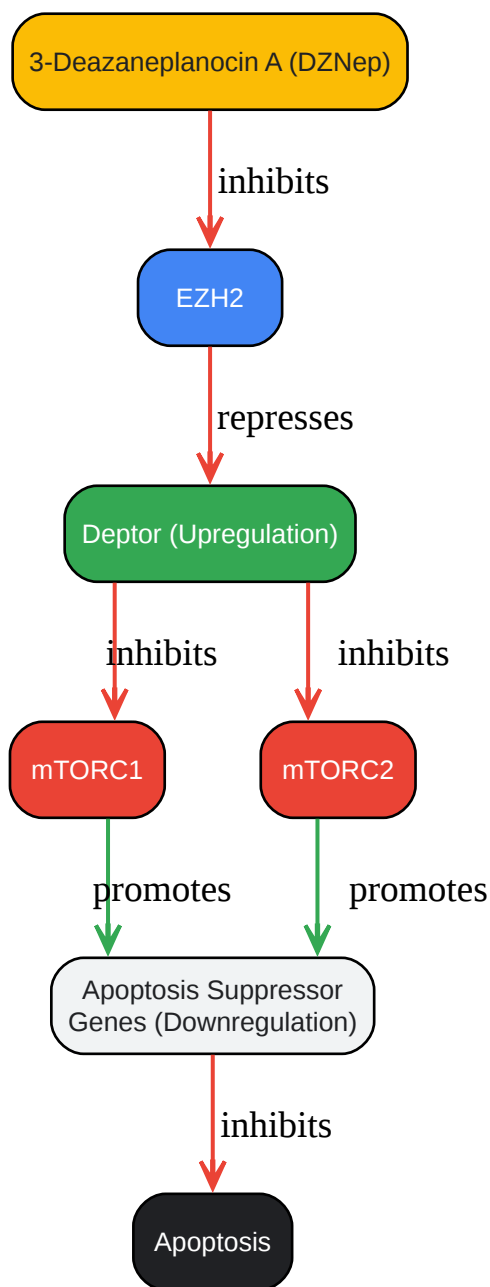 3-Deazaneplanocin A (DZNep)
inhibits
EZH2
represses
Deptor (Upregulation)
inhibits
inhibits
mTORC1
mTORC2
promotes
promotes
Apoptosis Suppressor
Genes (Downregulation)
inhibits
Apoptosis